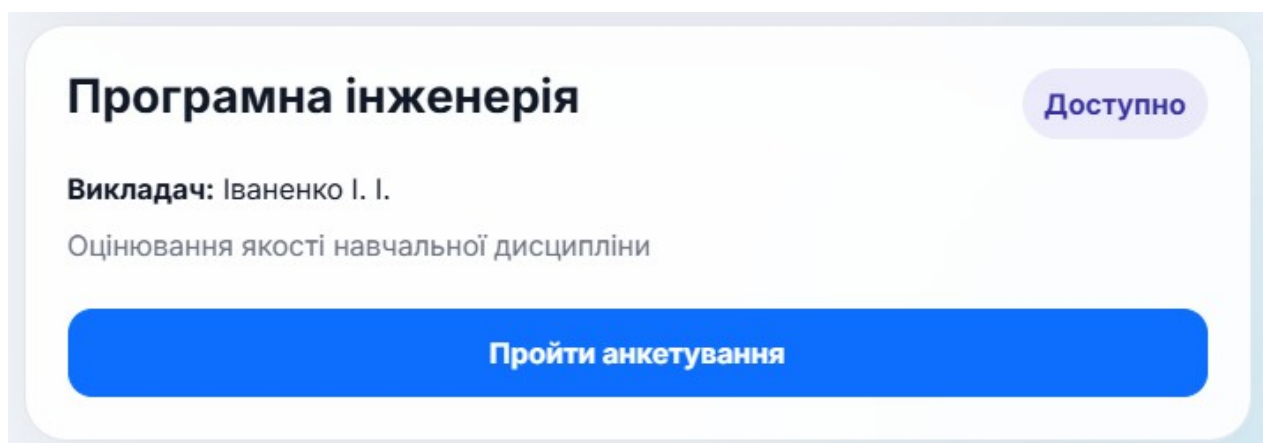 Програмна інженерія
Доступно
Викладач: Іваненко І. І.
Оцінювання якості навчальної дисципліни
Пройти анкетування